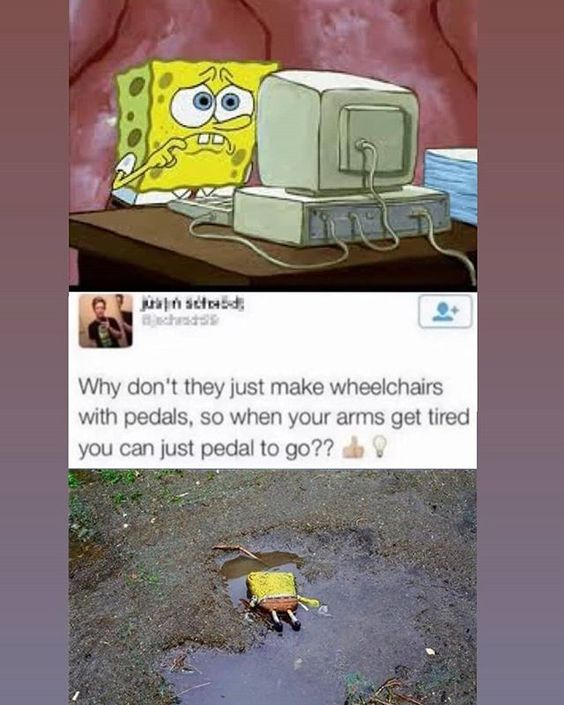 Why don't they just make wheelchairs
with pedals, so when your arms get tired
you can just pedal to go?? 👍🏼 💡